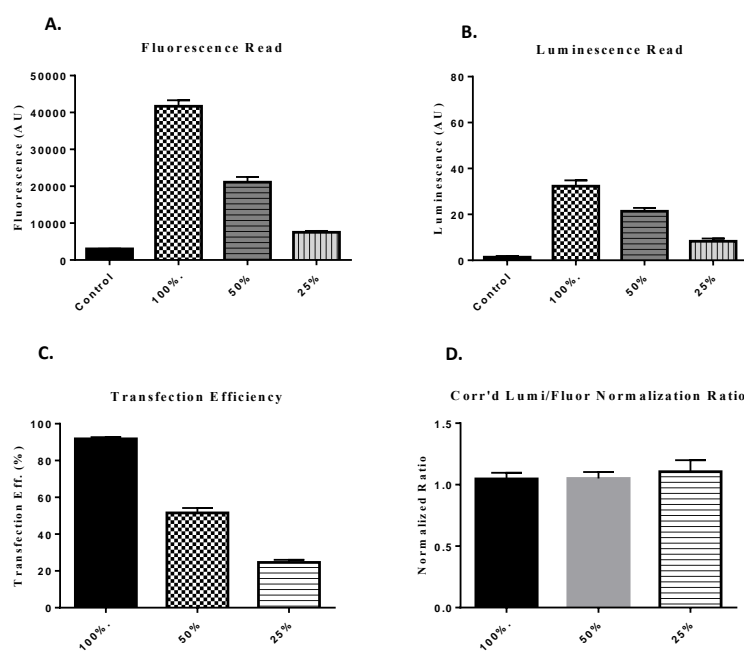 A.
Fluorescence Read
Fluorescence (AU)
50000
40000
30000
20000
10000
0
Control
100%.
50%
25%
B.
Luminescence Read
Luminescence (AU)
80
60
40
20
0
Control
100%.
50%
25%
C.
Transfection Efficiency
Transfection Eff. (%)
100
80
60
40
20
0
100%.
50%
25%
D.
Corr'd Lumi/Fluor Normalization Ratio
Normalized Ratio
1.5
1.0
0.5
0.0
100%.
50%
25%